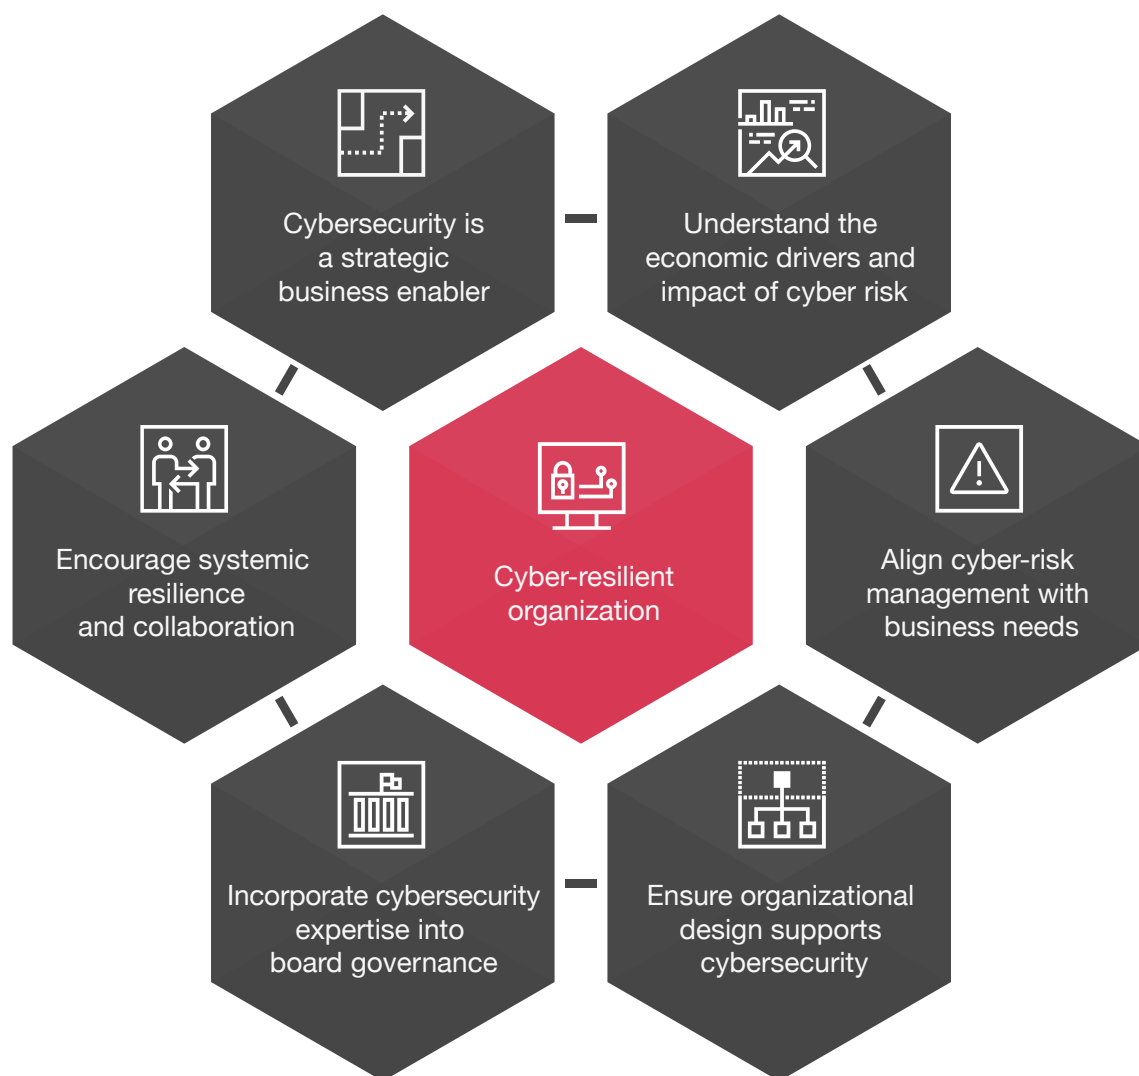 Cybersecurity is
a strategic
business enabler
Understand the
economic drivers and
impact of cyber risk
Encourage systemic
resilience
and collaboration
Cyber-resilient
organization
Align cyber-risk
management with
business needs
Incorporate cybersecurity
expertise into
board governance
Ensure organizational
design supports
cybersecurity